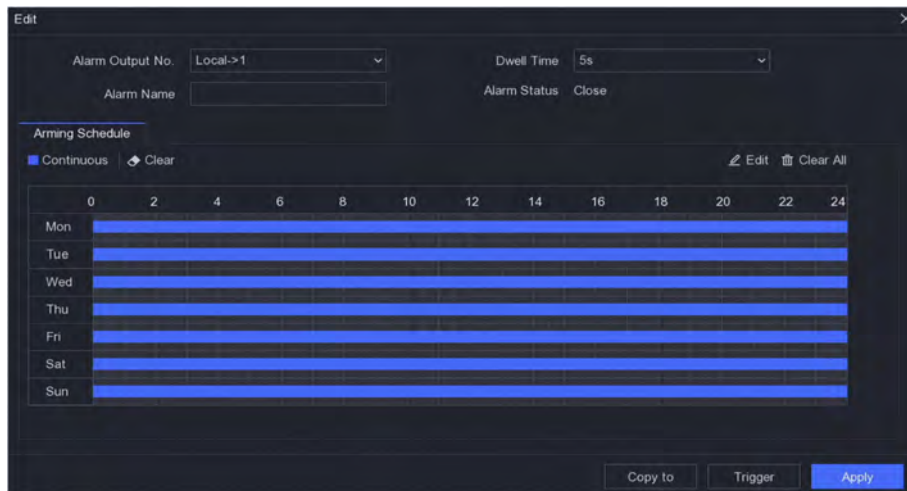 Edit
Alarm Output No. Local->1 Dwell Time 5s
Alarm Name Alarm Status Close
Arming Schedule
Continuous Clear Edit Clear All
0 2 4 6 8 10 12 14 16 18 20 22 24
Mon
Tue
Wed
Thu
Fri
Sat
Sun
Copy to Trigger Apply